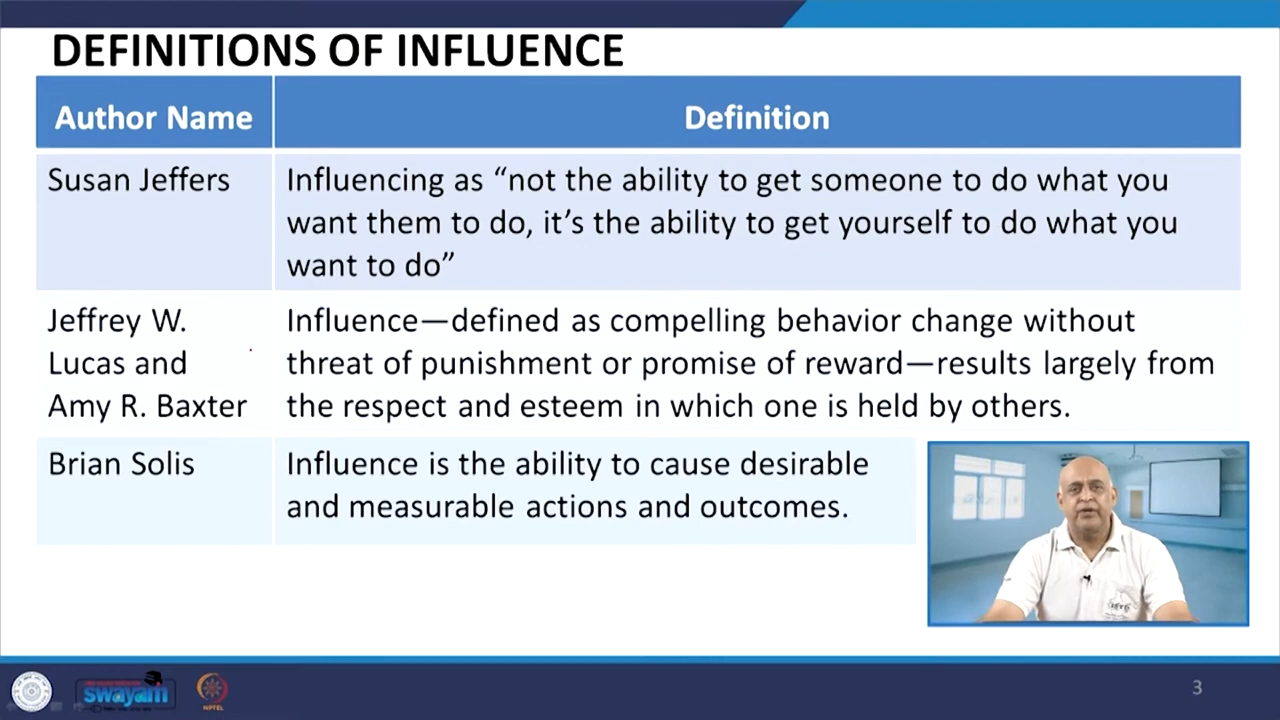 DEFINITIONS OF INFLUENCE
Author Name
Definition
Susan Jeffers
Influencing as “not the ability to get someone to do what you
want them to do, it’s the ability to get yourself to do what you
want to do”
Jeffrey W.
Lucas and
Amy R. Baxter
Influence—defined as compelling behavior change without
threat of punishment or promise of reward—results largely from
the respect and esteem in which one is held by others.
Brian Solis
Influence is the ability to cause desirable
and measurable actions and outcomes.
swayam
NPTEL
3